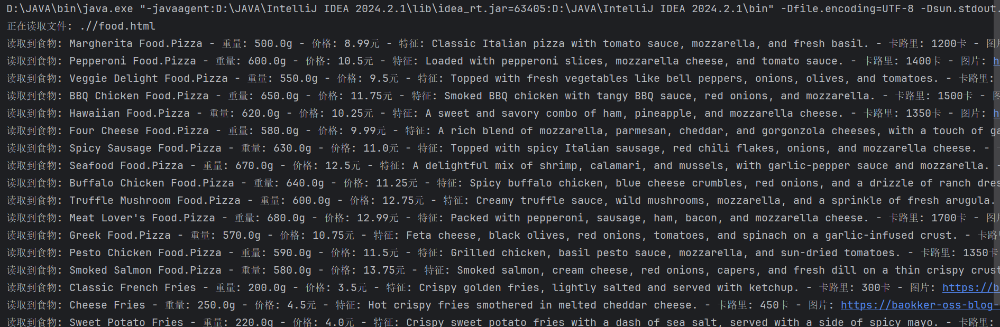 D:\JAVA\bin\java.exe "-javaagent:D:\JAVA\IntelliJ IDEA 2024.2.1\lib\idea_rt.jar=63405:D:\JAVA\IntelliJ IDEA 2024.2.1\bin" -Dfile.encoding=UTF-8 -Dsun.stdout.
正在读取文件: .//food.html
读取到食物: Margherita Food.Pizza - 重量: 500.0g - 价格: 8.99元 - 特征: Classic Italian pizza with tomato sauce, mozzarella, and fresh basil. - 卡路里: 1200卡 - 图片
读取到食物: Pepperoni Food.Pizza - 重量: 600.0g - 价格: 10.5元 - 特征: Loaded with pepperoni slices, mozzarella cheese, and tomato sauce. - 卡路里: 1400卡 - 图片: h
读取到食物: Veggie Delight Food.Pizza - 重量: 550.0g - 价格: 9.5元 - 特征: Topped with fresh vegetables like bell peppers, onions, olives, and tomatoes. - 卡路里:
读取到食物: BBQ Chicken Food.Pizza - 重量: 650.0g - 价格: 11.75元 - 特征: Smoked BBQ chicken with tangy BBQ sauce, red onions, and mozzarella. - 卡路里: 1500卡 - 图
读取到食物: Hawaiian Food.Pizza - 重量: 620.0g - 价格: 10.25元 - 特征: A sweet and savory combo of ham, pineapple, and mozzarella cheese. - 卡路里: 1350卡 - 图片: h
读取到食物: Four Cheese Food.Pizza - 重量: 580.0g - 价格: 9.99元 - 特征: A rich blend of mozzarella, parmesan, cheddar, and gorgonzola cheeses, with a touch of ga
读取到食物: Spicy Sausage Food.Pizza - 重量: 630.0g - 价格: 11.0元 - 特征: Topped with spicy Italian sausage, red chili flakes, onions, and mozzarella cheese. -
读取到食物: Seafood Food.Pizza - 重量: 670.0g - 价格: 12.5元 - 特征: A delightful mix of shrimp, calamari, and mussels, with garlic-pepper sauce and mozzarella. -
读取到食物: Buffalo Chicken Food.Pizza - 重量: 640.0g - 价格: 11.25元 - 特征: Spicy buffalo chicken, blue cheese crumbles, red onions, and a drizzle of ranch dres
读取到食物: Truffle Mushroom Food.Pizza - 重量: 600.0g - 价格: 12.75元 - 特征: Creamy truffle sauce, wild mushrooms, mozzarella, and a sprinkle of fresh arugula.
读取到食物: Meat Lover's Food.Pizza - 重量: 680.0g - 价格: 12.99元 - 特征: Packed with pepperoni, sausage, ham, bacon, and mozzarella cheese. - 卡路里: 1700卡 - 图片
读取到食物: Greek Food.Pizza - 重量: 570.0g - 价格: 10.75元 - 特征: Feta cheese, black olives, red onions, tomatoes, and spinach on a garlic-infused crust. - 卡路里
读取到食物: Pesto Chicken Food.Pizza - 重量: 590.0g - 价格: 11.5元 - 特征: Grilled chicken, basil pesto sauce, mozzarella, and sun-dried tomatoes. - 卡路里: 1350卡
读取到食物: Smoked Salmon Food.Pizza - 重量: 580.0g - 价格: 13.75元 - 特征: Smoked salmon, cream cheese, red onions, capers, and fresh dill on a thin crispy crust
读取到食物: Classic French Fries - 重量: 200.0g - 价格: 3.5元 - 特征: Crispy golden fries, lightly salted and served with ketchup. - 卡路里: 300卡 - 图片: https://b
读取到食物: Cheese Fries - 重量: 250.0g - 价格: 4.5元 - 特征: Hot crispy fries smothered in melted cheddar cheese. - 卡路里: 450卡 - 图片: https://baokker-oss-blog-
读取到食物: Sweet Potato Fries - 重量: 220.0g - 价格: 4.0元 - 特征: Crispy sweet potato fries with a dash of sea salt, served with a side of spicy mayo. - 卡路里: